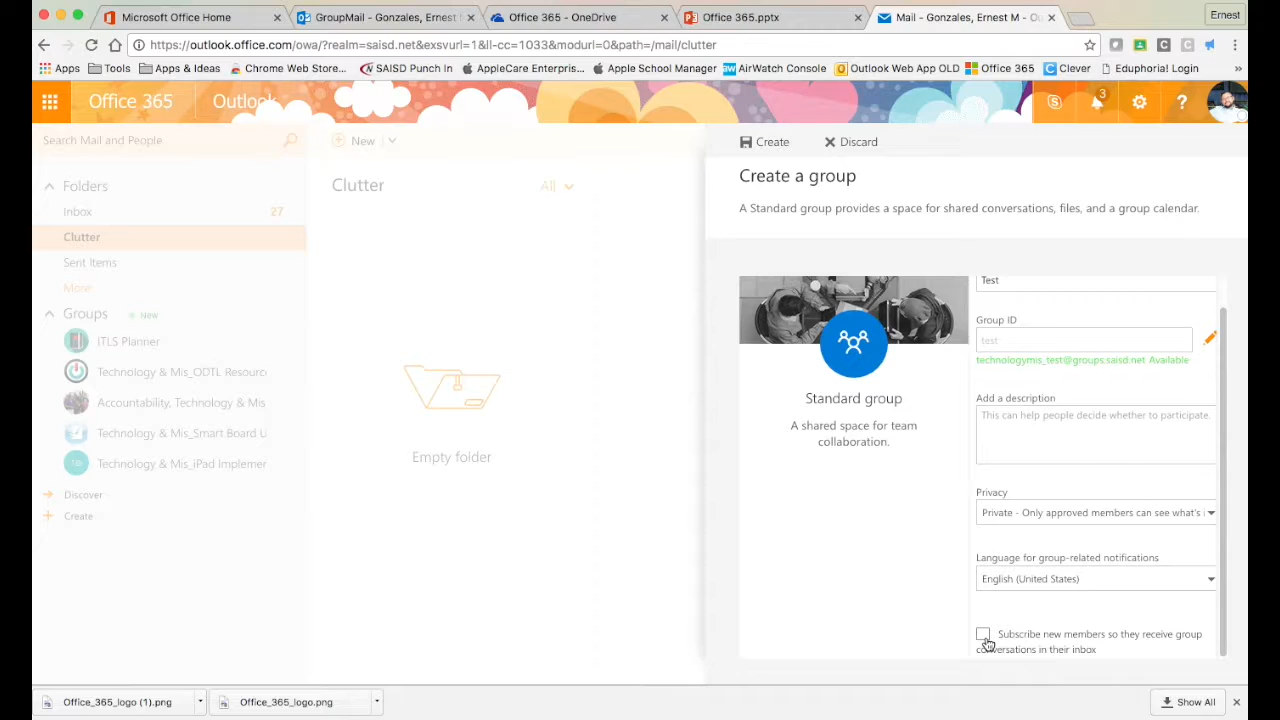 Microsoft Office Home
GroupMail - Gonzales, Ernest
Office 365 - OneDrive
Office 365.pptx
Mail - Gonzales, Ernest M - Ou
Ernest
https://outlook.office.com/owa/?realm=saisd.net&exsvurl=1&ll-cc=1033&modurl=0&path=/mail/clutter
Apps
Tools
Apps & Ideas
Chrome Web Store...
SAISD Punch In
AppleCare Enterpris...
Apple School Manager
AirWatch Console
Outlook Web App OLD
Office 365
Clever
Eduphoria! Login
»
Office 365
Outlook
3
?
Search Mail and People
New
Create
Discard
Create a group
A Standard group provides a space for shared conversations, files, and a group calendar.
Folders
Inbox
27
Clutter
Sent Items
More
Groups
New
ITLS Planner
Technology & Mis_ODTL Resourc
Accountability, Technology & Mis
Technology & Mis_Smart Board U
Technology & Mis_iPad Implemer
Discover
Create
Clutter
All
Empty folder
Standard group
A shared space for team
collaboration.
Test
Group ID
test
technologymis_test@groups.saisd.net Available
Add a description
This can help people decide whether to participate.
Privacy
Private - Only approved members can see what's i
Language for group-related notifications
English (United States)
Subscribe new members so they receive group
conversations in their inbox
Office_365_logo (1).png
Office_365_logo.png
Show All